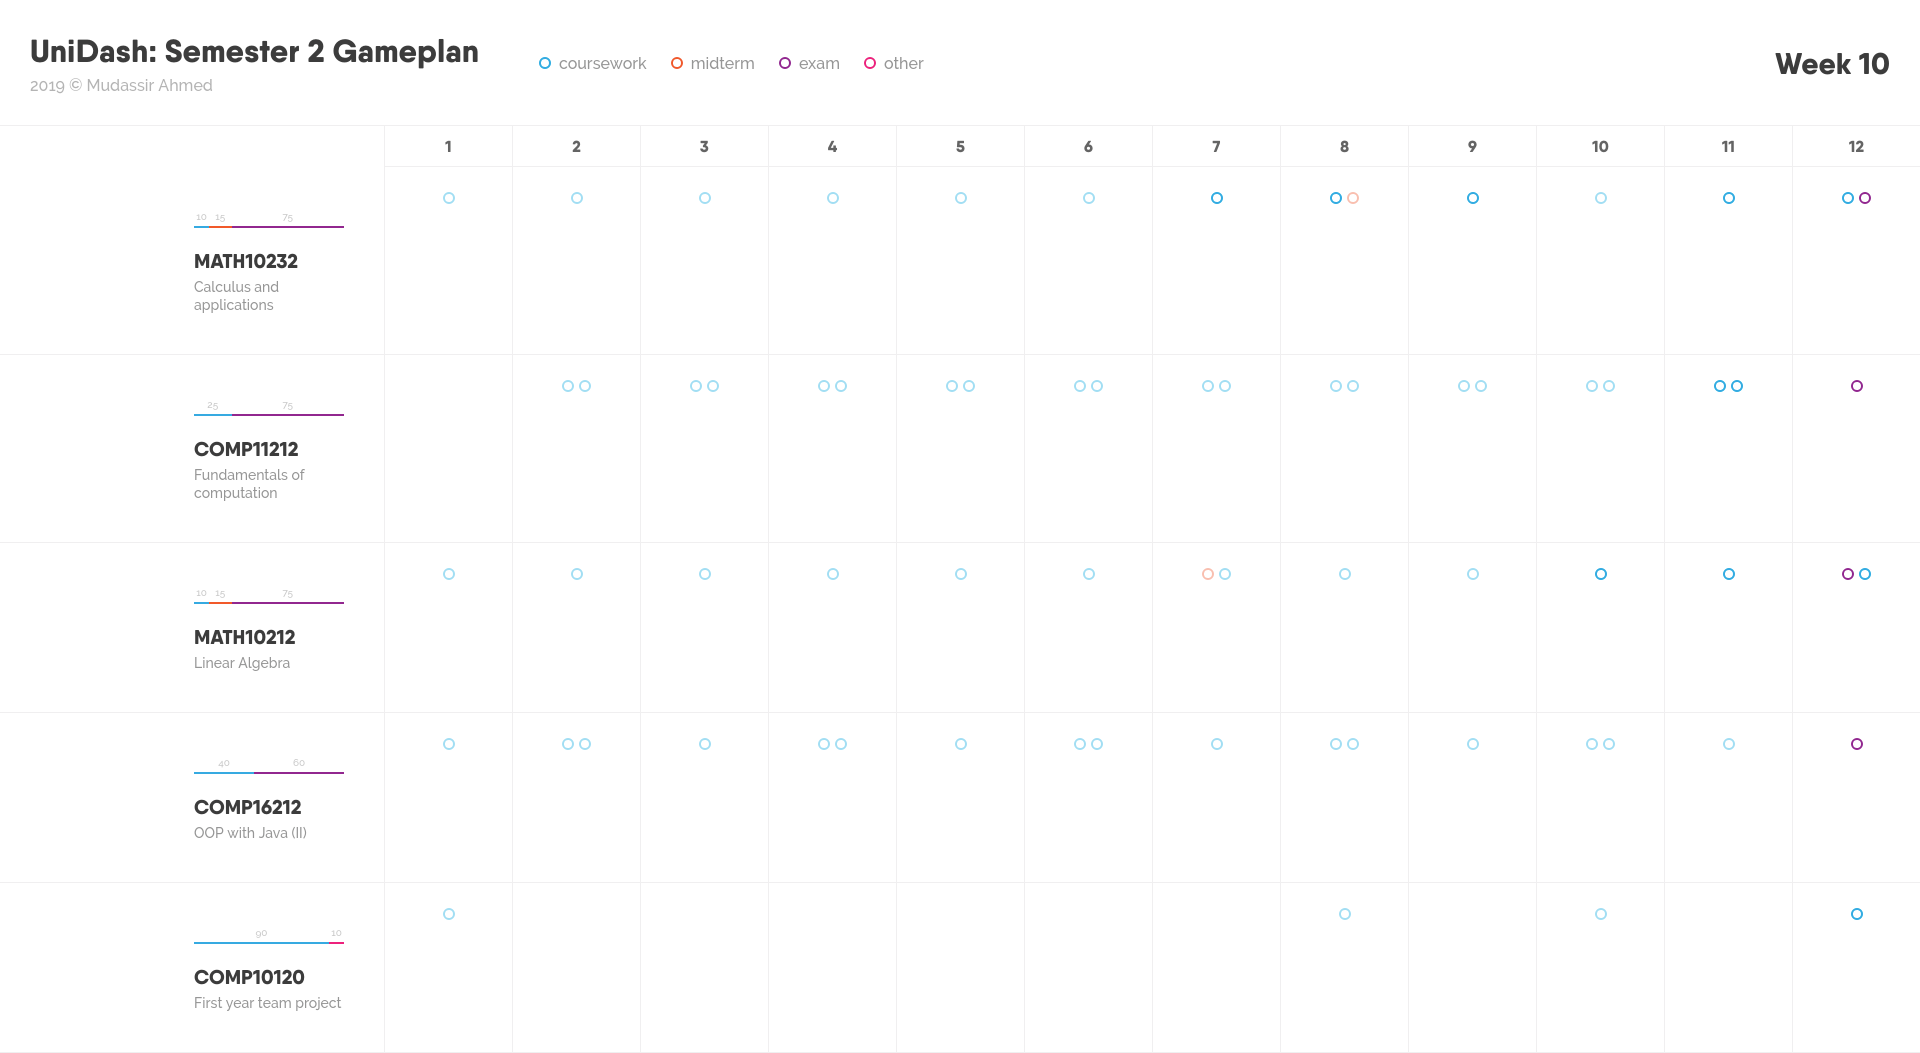 UniDash: Semester 2 Gameplan
2019 © Mudassir Ahmed
coursework midterm exam other
Week 10
1 2 3 4 5 6 7 8 9 10 11 12
10 15 75
MATH10232
Calculus and
applications
25 75
COMP11212
Fundamentals of
computation
10 15 75
MATH10212
Linear Algebra
40 60
COMP16212
OOP with Java (II)
90 10
COMP10120
First year team project